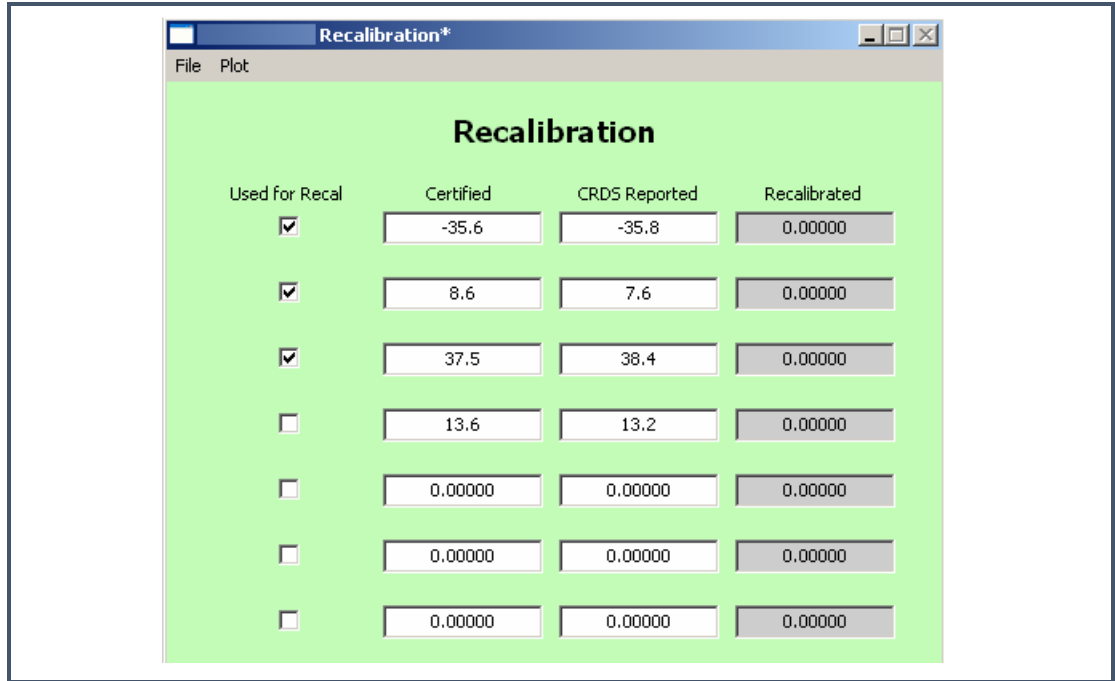 Recalibration*
File Plot
Recalibration
Used for Recal Certified CRDS Reported Recalibrated
-35.6 -35.8 0.00000
8.6 7.6 0.00000
37.5 38.4 0.00000
13.6 13.2 0.00000
0.00000 0.00000 0.00000
0.00000 0.00000 0.00000
0.00000 0.00000 0.00000